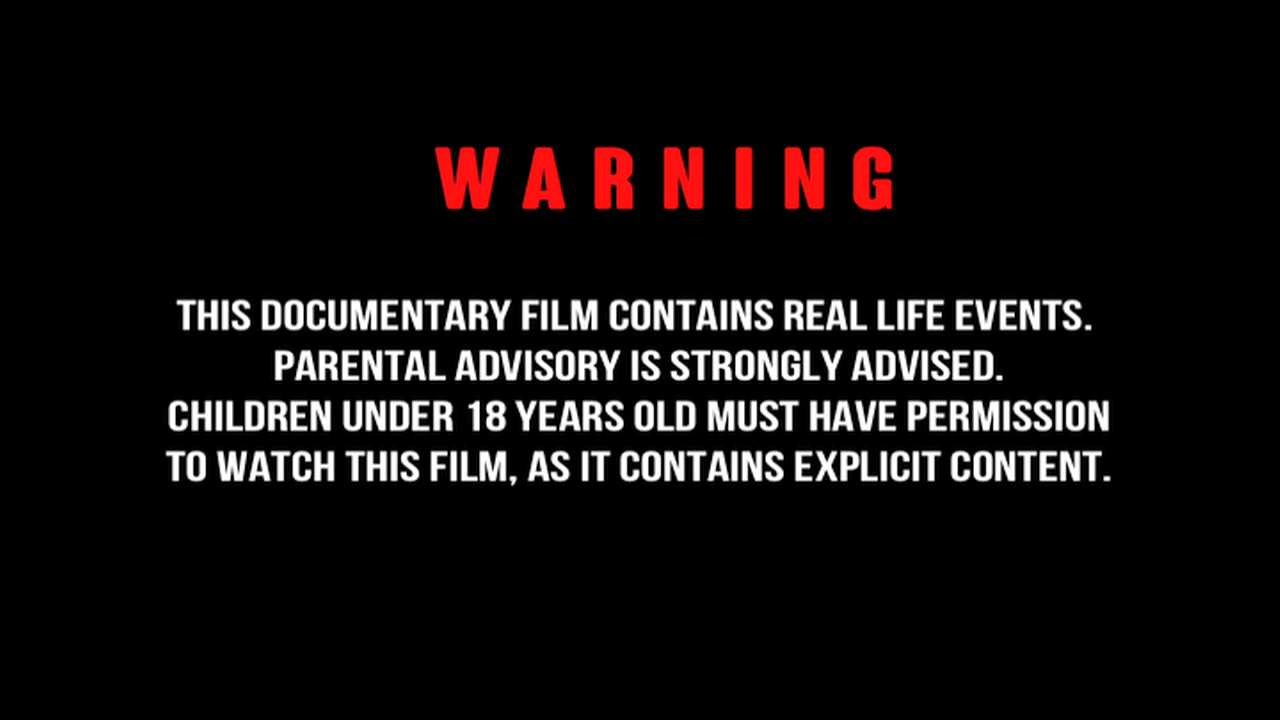 WARNING
THIS DOCUMENTARY FILM CONTAINS REAL LIFE EVENTS.
PARENTAL ADVISORY IS STRONGLY ADVISED.
CHILDREN UNDER 18 YEARS OLD MUST HAVE PERMISSION
TO WATCH THIS FILM, AS IT CONTAINS EXPLICIT CONTENT.